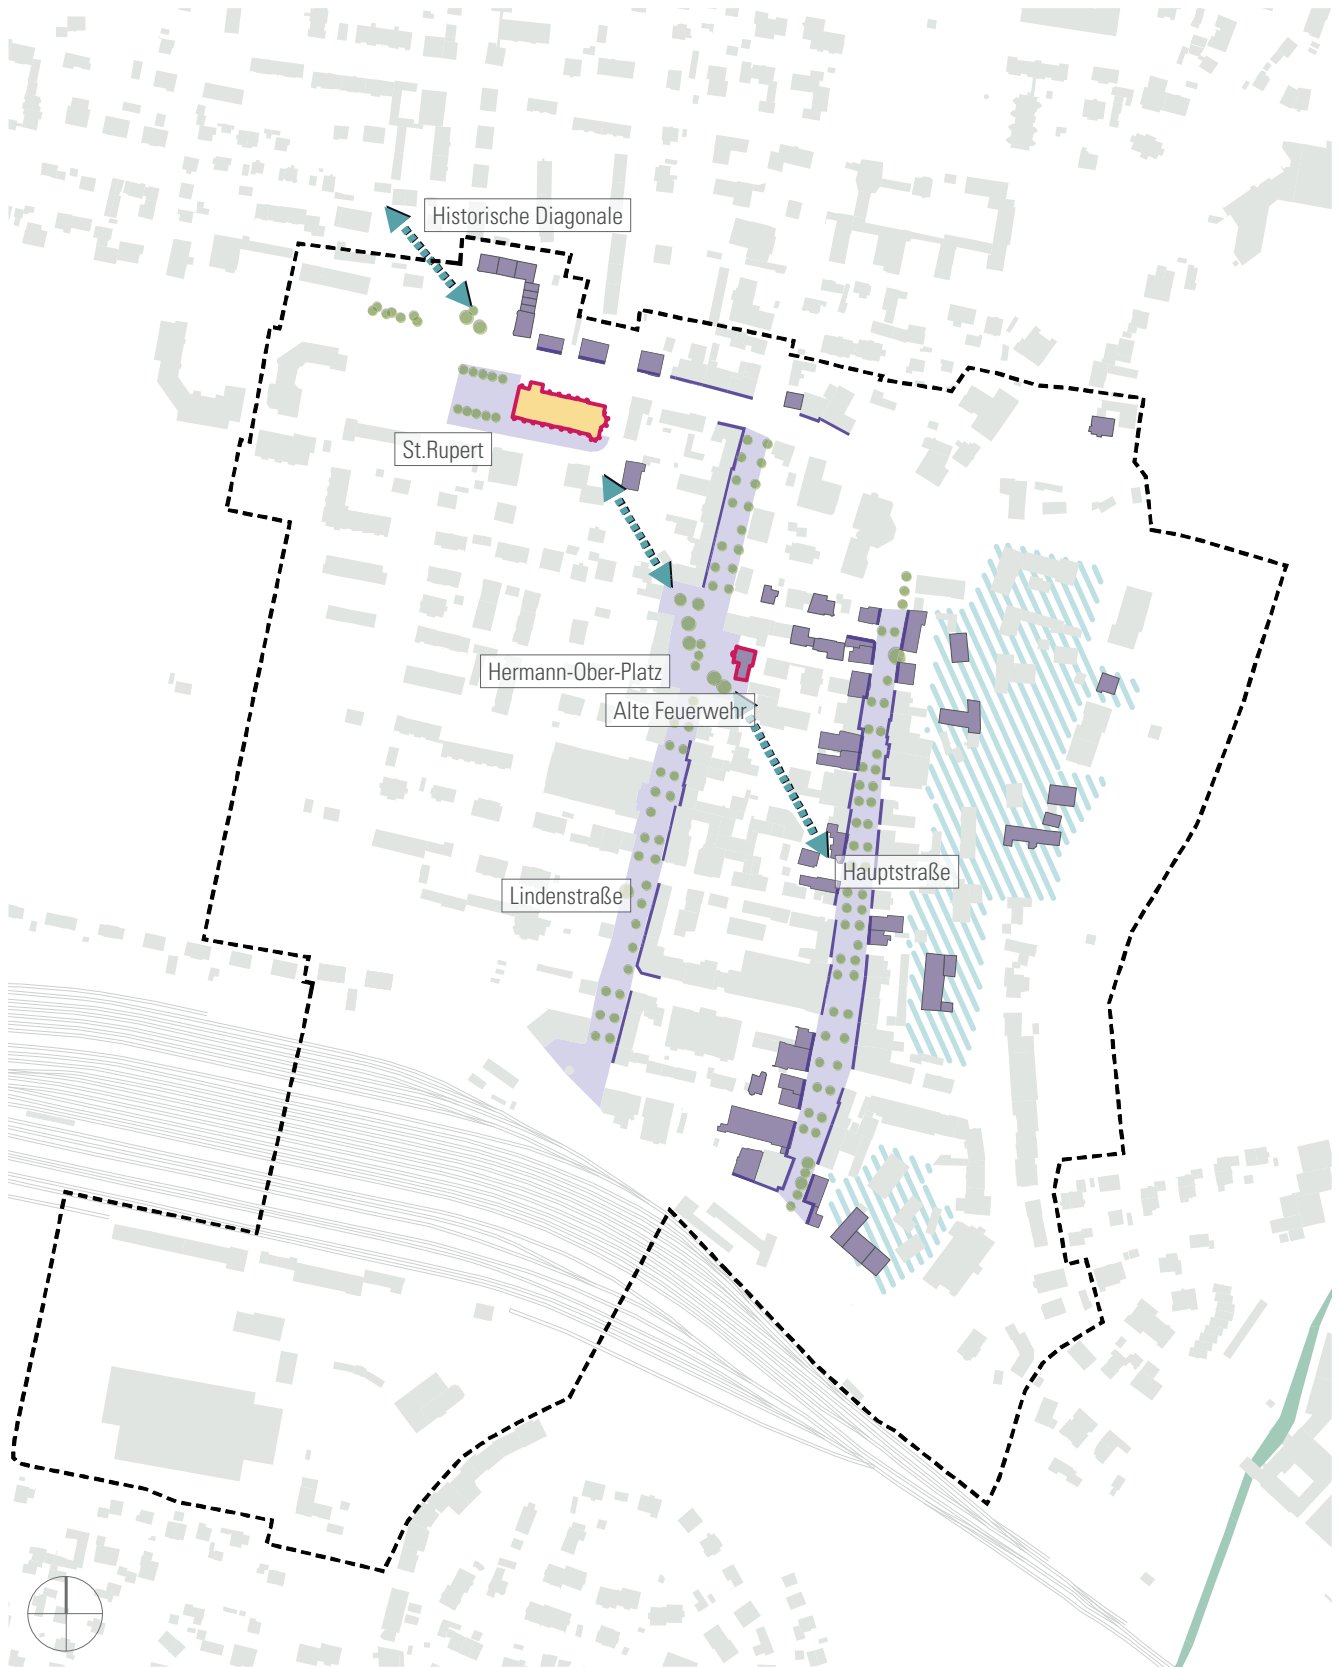 Historische Diagonale
St.Rupert
Hermann-Ober-Platz
Alte Feuerwehr
Hauptstraße
Lindenstraße